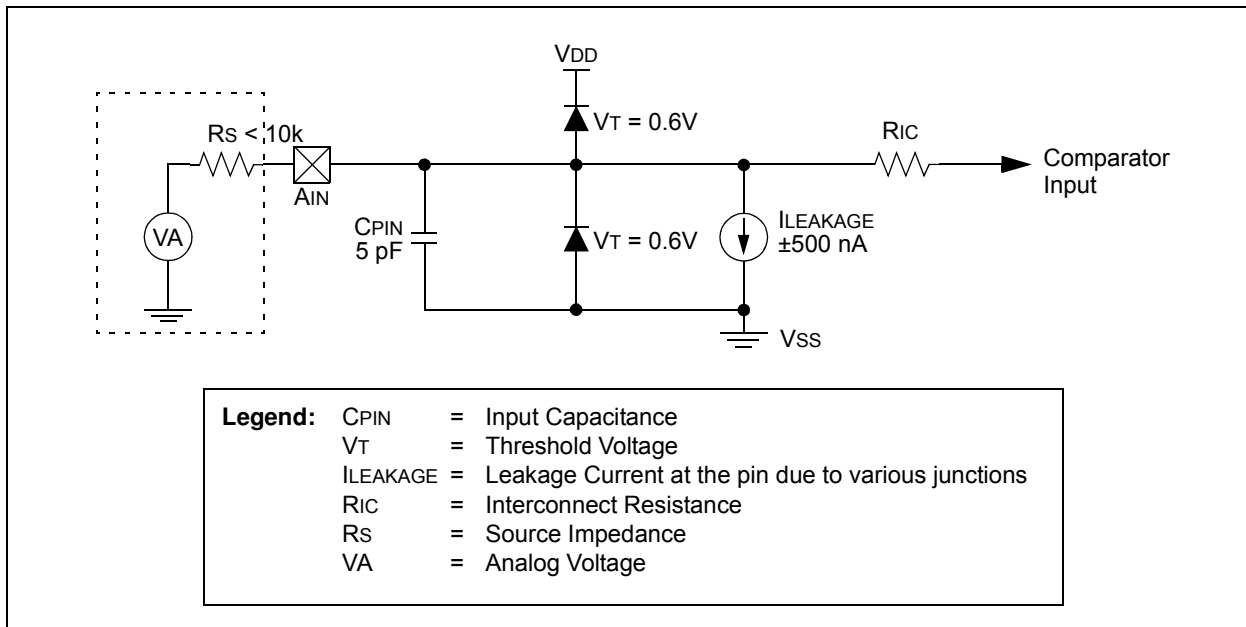 VDD
VT = 0.6V
RS < 10k
RIC
AIN
Comparator
Input
VA
CPIN
5 pF
VT = 0.6V
ILEAKAGE
±500 nA
VSS
Legend: CPIN = Input Capacitance
VT = Threshold Voltage
ILEAKAGE = Leakage Current at the pin due to various junctions
RIC = Interconnect Resistance
RS = Source Impedance
VA = Analog Voltage